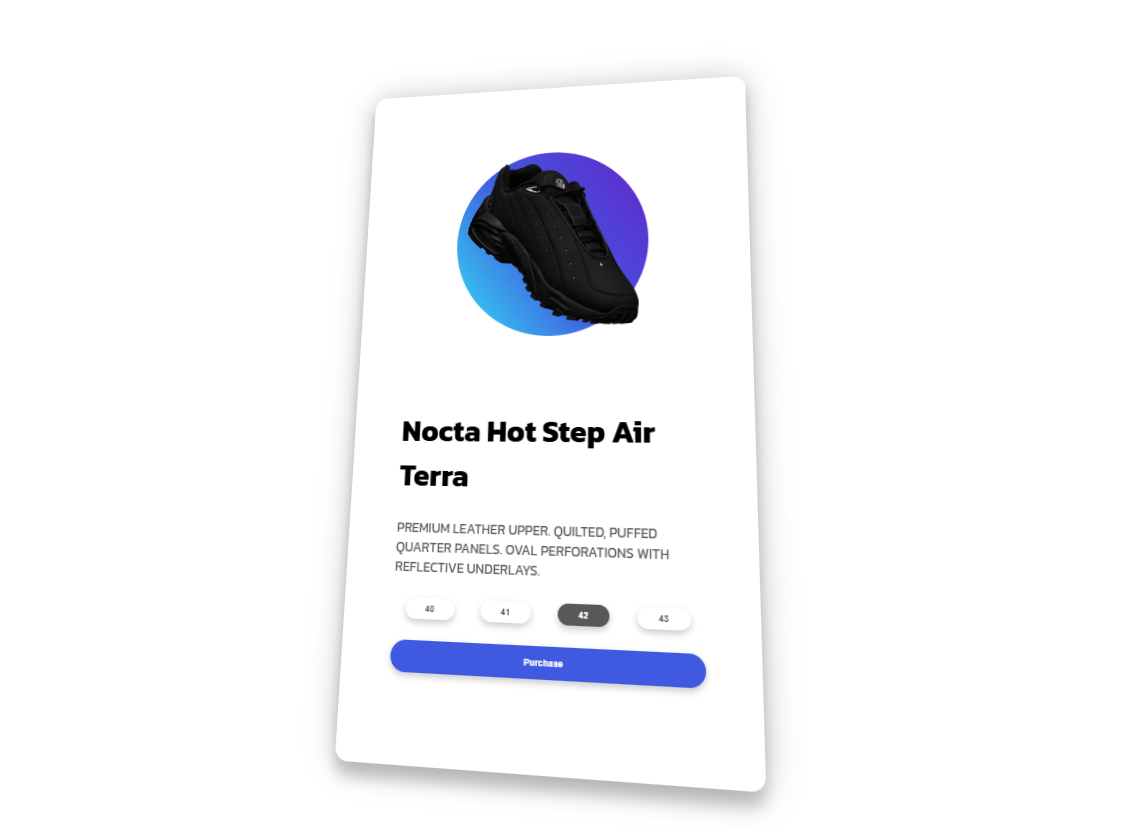 Nocta Hot Step Air
Terra
PREMIUM LEATHER UPPER. QUILTED, PUFFED
QUARTER PANELS. OVAL PERFORATIONS WITH
REFLECTIVE UNDERLAYS.
40 41 42 43
Purchase